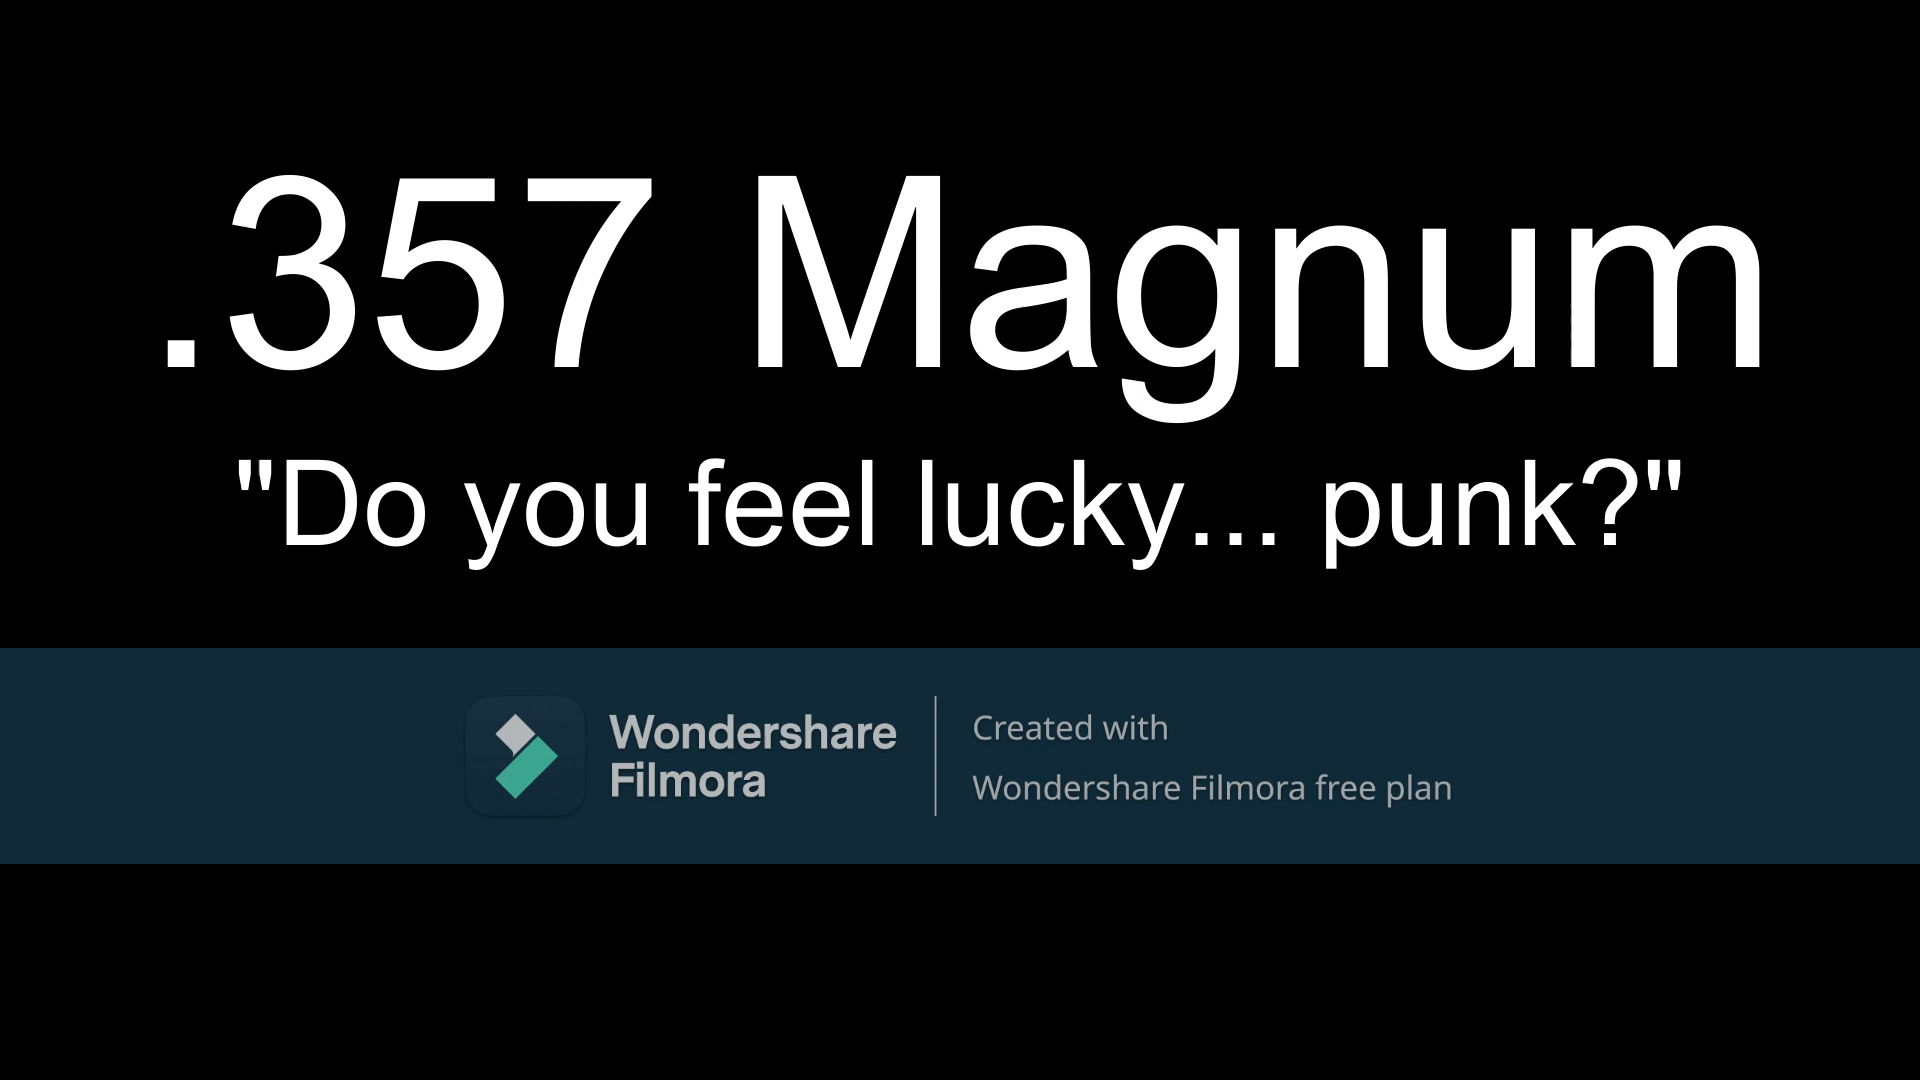 .357 Magnum
"Do you feel lucky... punk?"
Wondershare
Filmora
Created with
Wondershare Filmora free plan